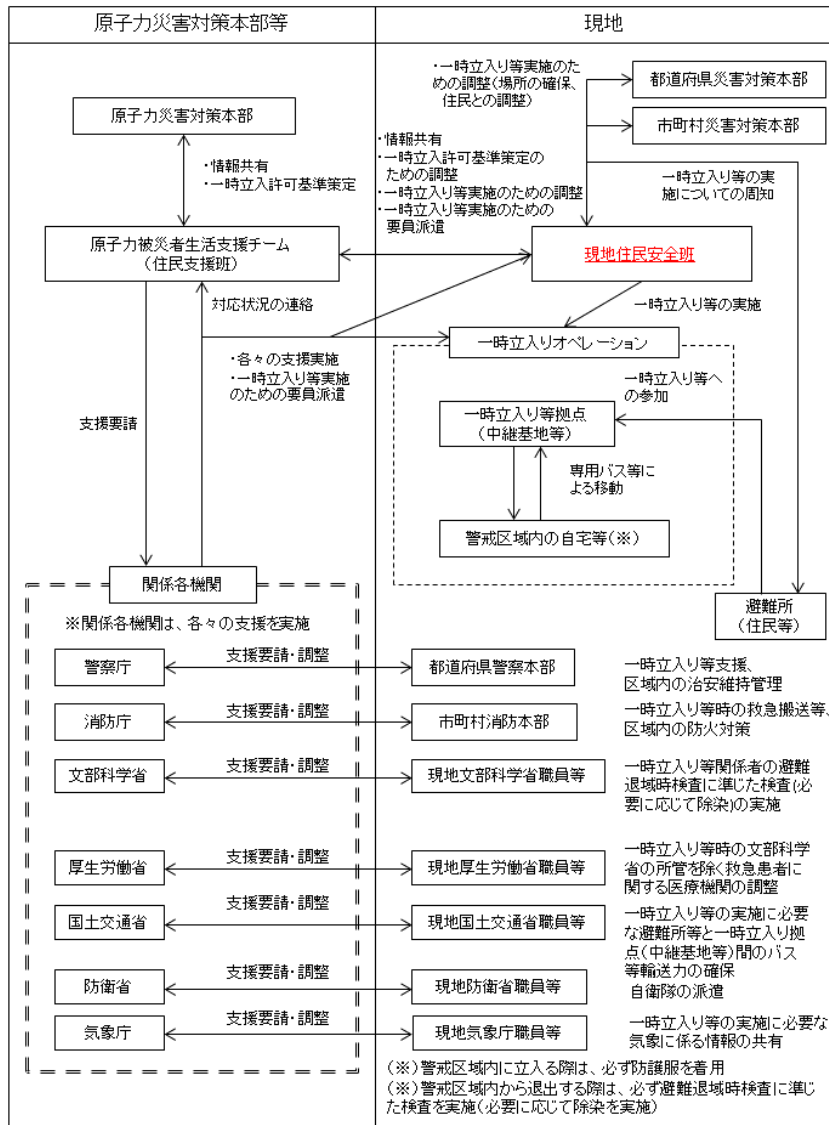 原子力災害対策本部等
現地
・一時立入り等実施のた
めの調整(場所の確保、
住民との調整)
都道府県災害対策本部
原子力災害対策本部
市町村災害対策本部
・情報共有
・一時立入許可基準策定の
ための調整
・一時立入り等実施のための調整
・一時立入り等実施のための
要員派遣
・情報共有
・一時立入許可基準策定
一時立入り等の実
施についての周知
原子力被災者生活支援チーム
(住民支援班)
現地住民安全班
対応状況の連絡
一時立入り等の実施
一時立入りオペレーション
・各々の支援実施
・一時立入り等実施
のための要員派遣
一時立入り等へ
の参加
支援要請
一時立入り等拠点
(中継基地等)
専用バス等
による移動
警戒区域内の自宅等(※)
関係各機関
避難所
(住民等)
※関係各機関は、各々の支援を実施
警察庁
支援要請・調整
都道府県警察本部
一時立入り等支援、
区域内の治安維持管理
消防庁
支援要請・調整
市町村消防本部
一時立入り等時の救急搬送等、
区域内の防火対策
文部科学省
支援要請・調整
現地文部科学省職員等
一時立入り等関係者の避難
退域時検査に準じた検査(必
要に応じて除染)の実施
厚生労働省
支援要請・調整
現地厚生労働省職員等
一時立入り等時の文部科学
省の所管を除く救急患者に
関する医療機関の調整
国土交通省
支援要請・調整
現地国土交通省職員等
一時立入り等の実施に必要
な避難所等と一時立入り拠
点(中継基地等)間のバス
等輸送力の確保
防衛省
支援要請・調整
現地防衛省職員等
自衛隊の派遣
気象庁
支援要請・調整
現地気象庁職員等
一時立入り等の実施に必要な
気象に係る情報の共有
(※)警戒区域内に立入る際は、必ず防護服を着用
(※)警戒区域内から退出する際は、必ず避難退域時検査に準じ
た検査を実施(必要に応じて除染を実施)